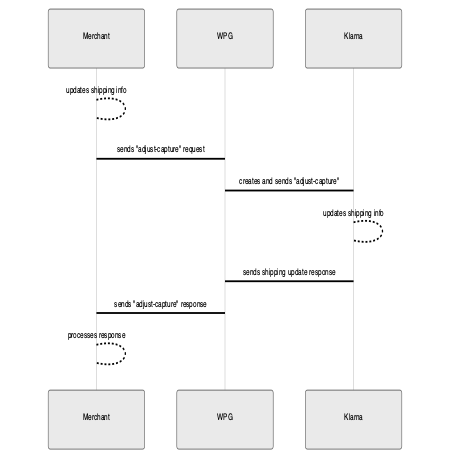 Merchant WPG Klarna
updates shipping info
sends "adjust-capture" request
creates and sends "adjust-capture"
updates shipping info
sends shipping update response
sends "adjust-capture" response
processes response
Merchant WPG Klarna